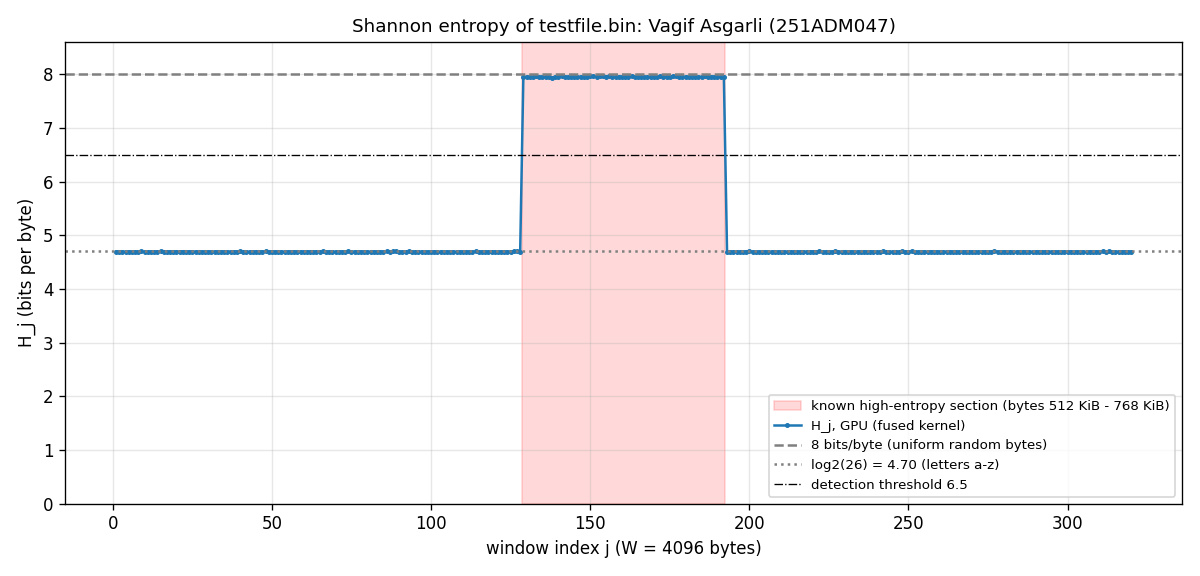 Shannon entropy of testfile.bin: Vagif Asgarli (251ADM047)
H_j (bits per byte)
8
7
6
5
4
3
2
1
0
known high-entropy section (bytes 512 KiB - 768 KiB)
H_j, GPU (fused kernel)
8 bits/byte (uniform random bytes)
log2(26) = 4.70 (letters a-z)
detection threshold 6.5
0 50 100 150 200 250 300
window index j (W = 4096 bytes)